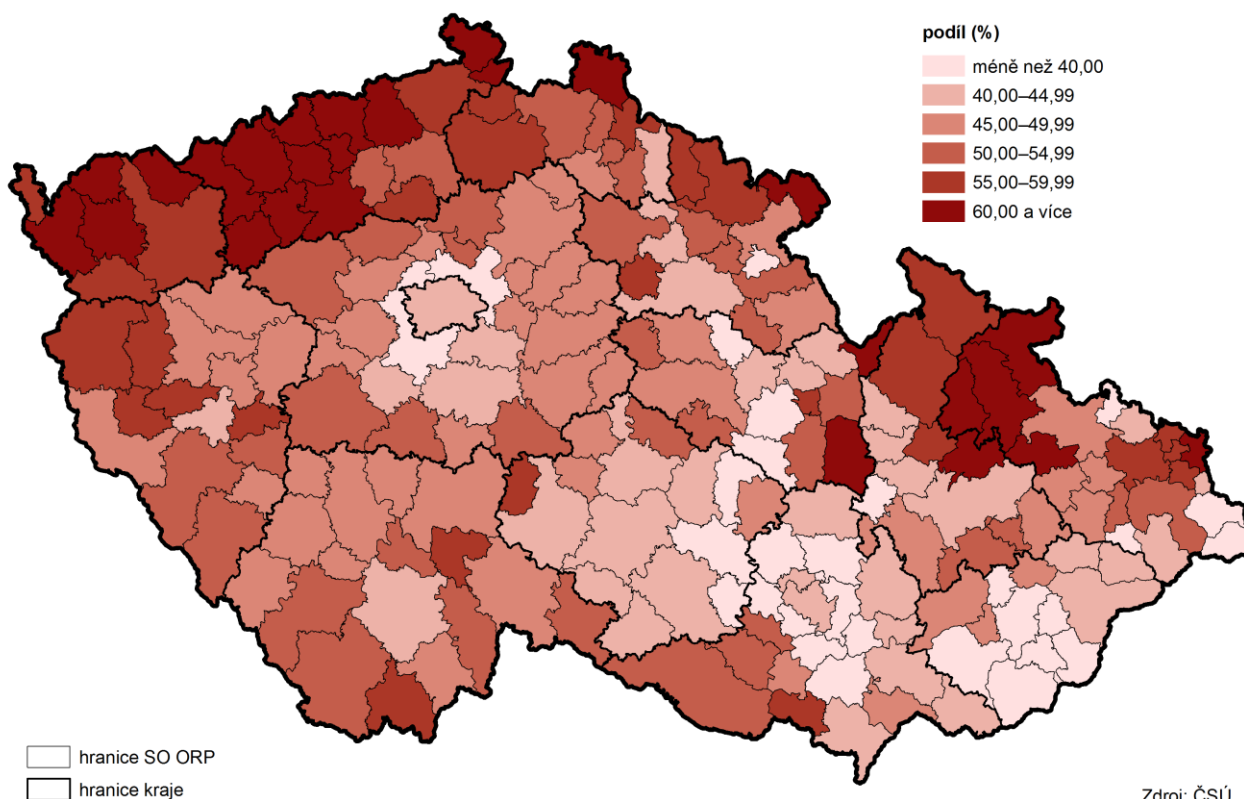 podíl (%)
méně než 40,00
40,00–44,99
45,00–49,99
50,00–54,99
55,00–59,99
60,00 a více
hranice SO ORP
hranice kraje
Zdroj: ČSÚ